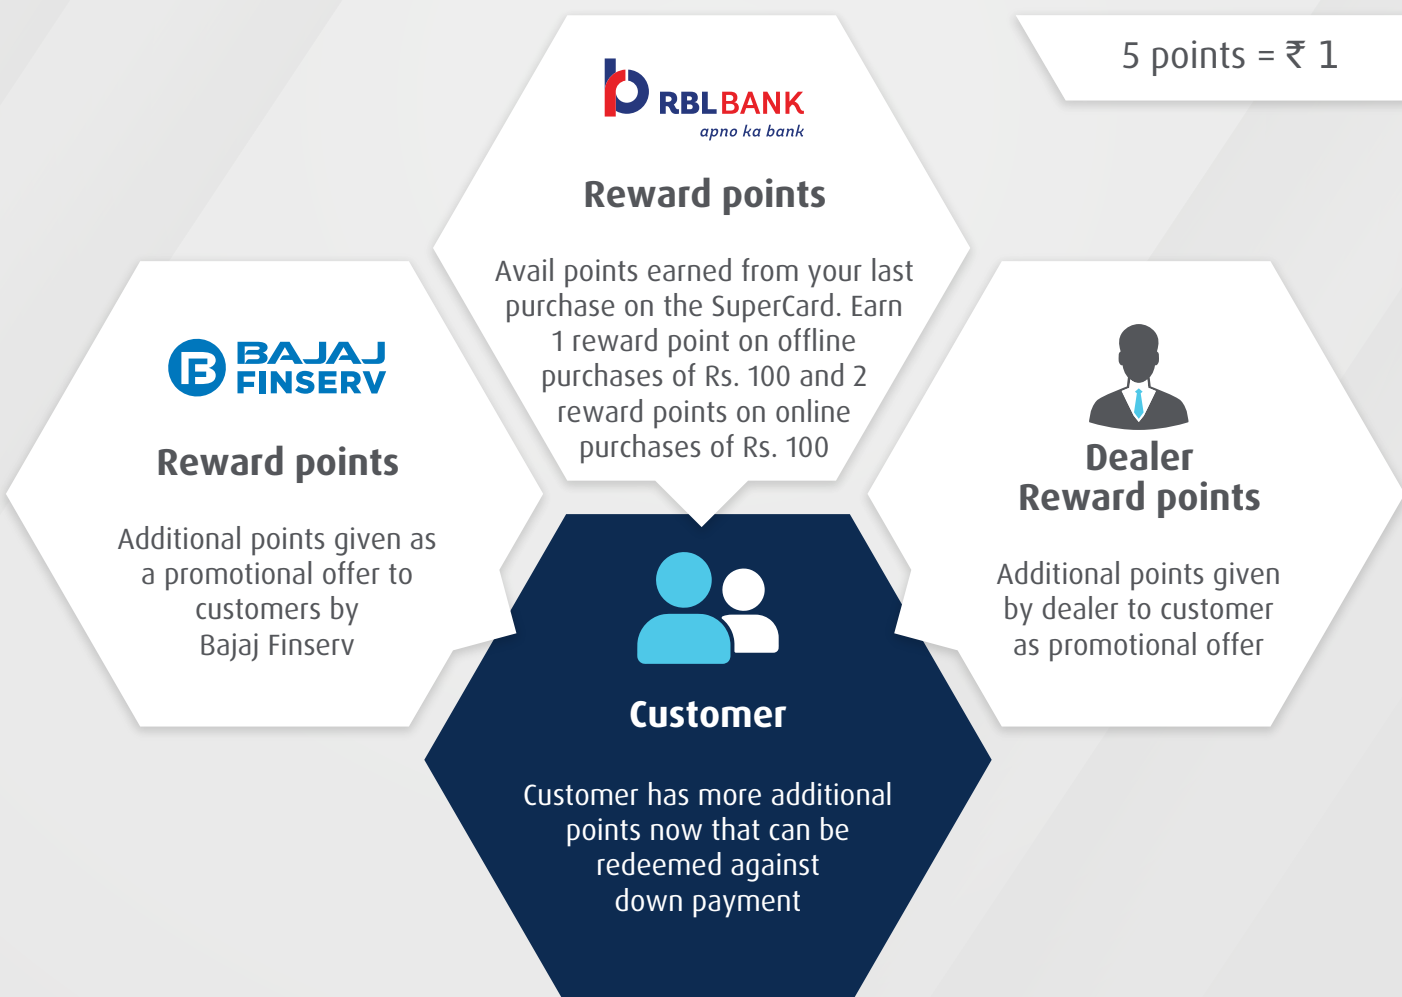 5 points = ₹ 1
RBLBANK
apno ka bank
Reward points
Avail points earned from your last
purchase on the SuperCard. Earn
1 reward point on offline
purchases of Rs. 100 and 2
reward points on online
purchases of Rs. 100
BAJAJ
FINSERV
Reward points
Additional points given as
a promotional offer to
customers by
Bajaj Finserv
Dealer
Reward points
Additional points given
by dealer to customer
as promotional offer
Customer
Customer has more additional
points now that can be
redeemed against
down payment